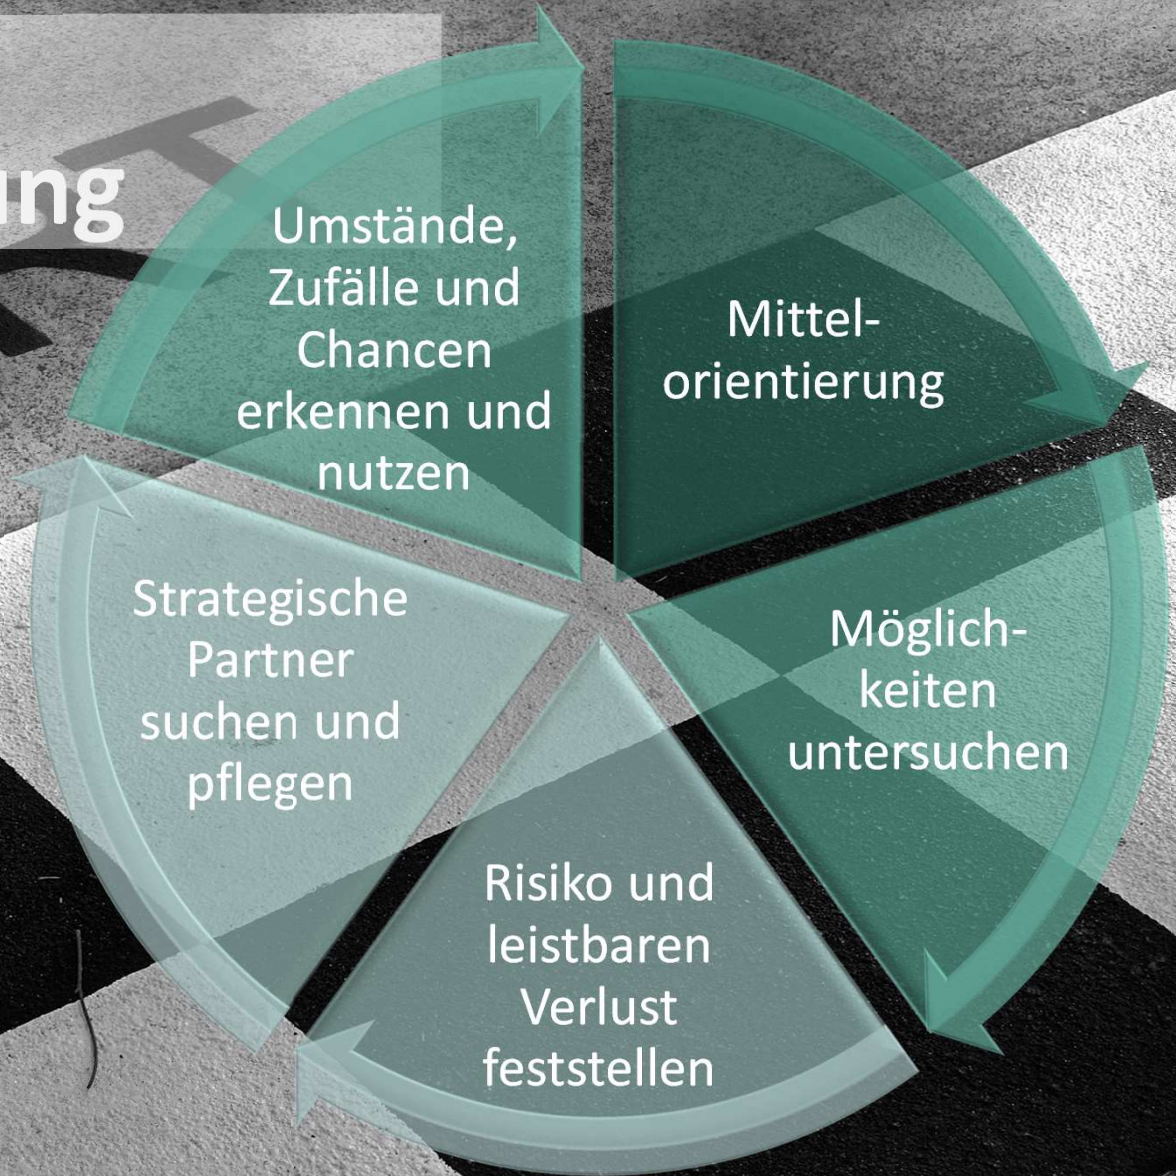 ung
Mittel-
orientierung
Möglich-
keiten
untersuchen
Risiko und
leistbaren
Verlust
feststellen
Strategische
Partner
suchen und
pflegen
Umstände,
Zufälle und
Chancen
erkennen und
nutzen